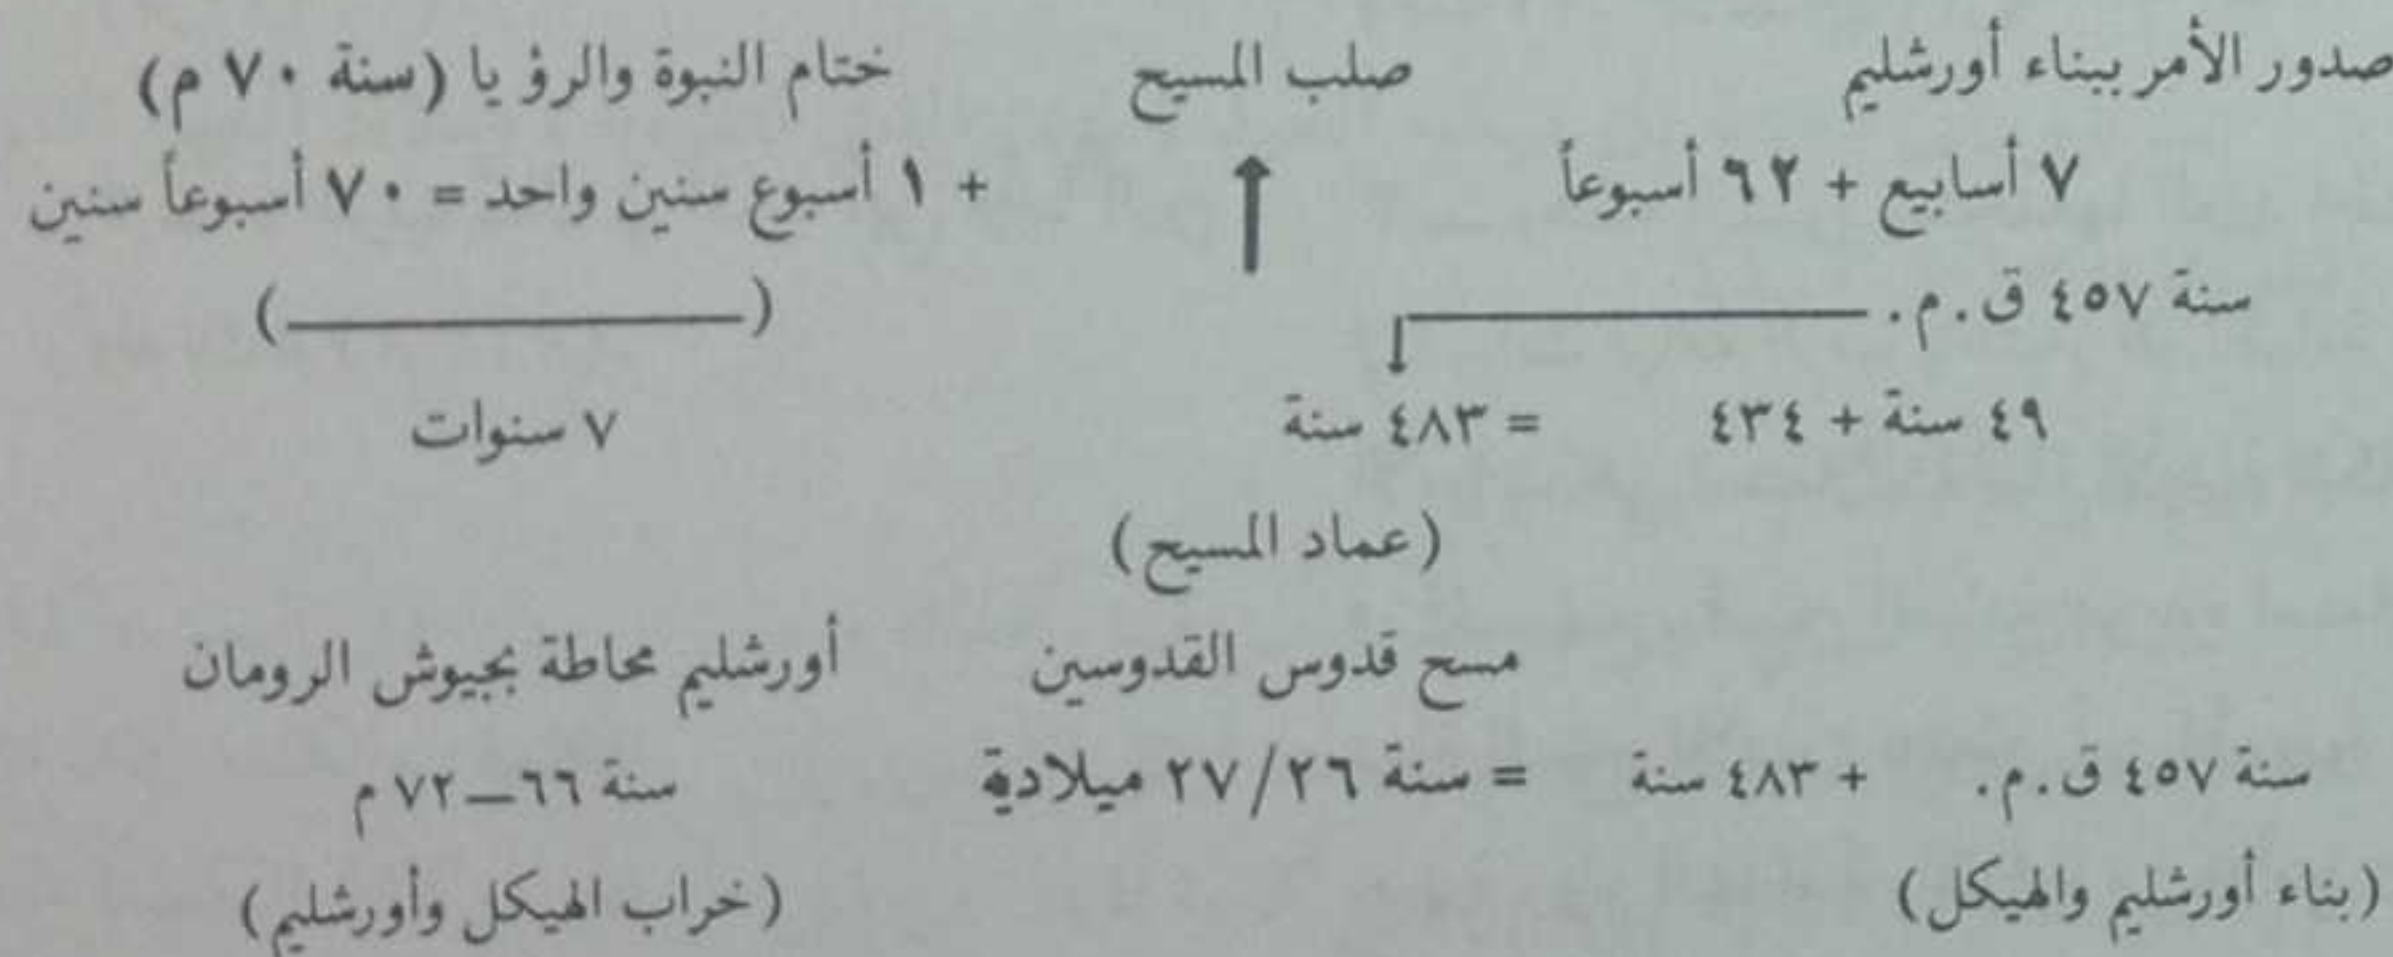 صدور الأمر ببناء أورشليم صلب المسيح ختام النبوة والرؤيا (سنة ٧٠ م)
٧ أسابيع + ٦٢ أسبوعاً + ١ أسبوع سنين واحد = ٧٠ أسبوعاً سنين
سنة ٤٥٧ ق.م.
٤٩ سنة + ٤٣٤ = ٤٨٣ سنة ٧ سنوات
(عماد المسيح)
مسح قدوس القدوسين أورشليم محاطة بجيوش الرومان
سنة ٤٥٧ ق.م. + ٤٨٣ سنة = سنة ٢٧/٢٦ ميلادية سنة ٦٦—٧٢ م
(بناء أورشليم والهيكل) (خراب الهيكل وأورشليم)